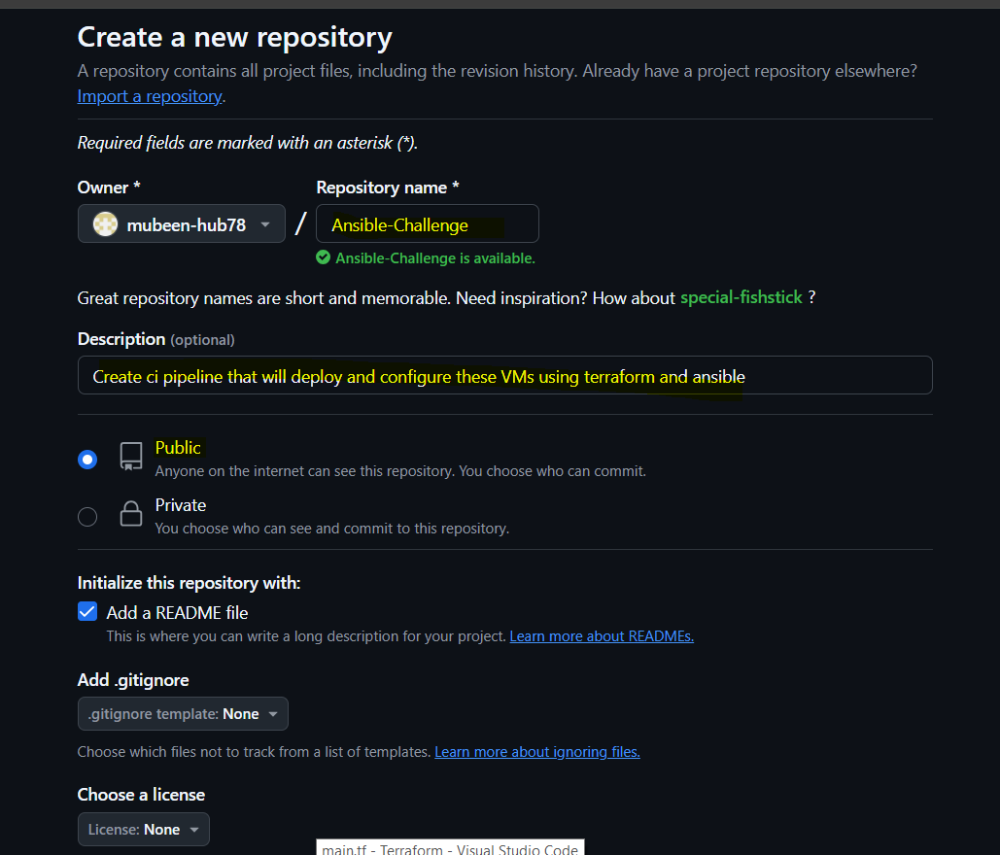 Create a new repository
A repository contains all project files, including the revision history. Already have a project repository elsewhere?
Import a repository.
Required fields are marked with an asterisk (*).
Owner *
Repository name *
mubeen-hub78
/
Ansible-Challenge
Ansible-Challenge is available.
Great repository names are short and memorable. Need inspiration? How about special-fishstick ?
Description (optional)
Create ci pipeline that will deploy and configure these VMs using terraform and ansible
Public
Anyone on the internet can see this repository. You choose who can commit.
Private
You choose who can see and commit to this repository.
Initialize this repository with:
Add a README file
This is where you can write a long description for your project. Learn more about READMEs.
Add .gitignore
.gitignore template: None
Choose which files not to track from a list of templates. Learn more about ignoring files.
Choose a license
License: None
main.tf - Terraform - Visual Studio Code